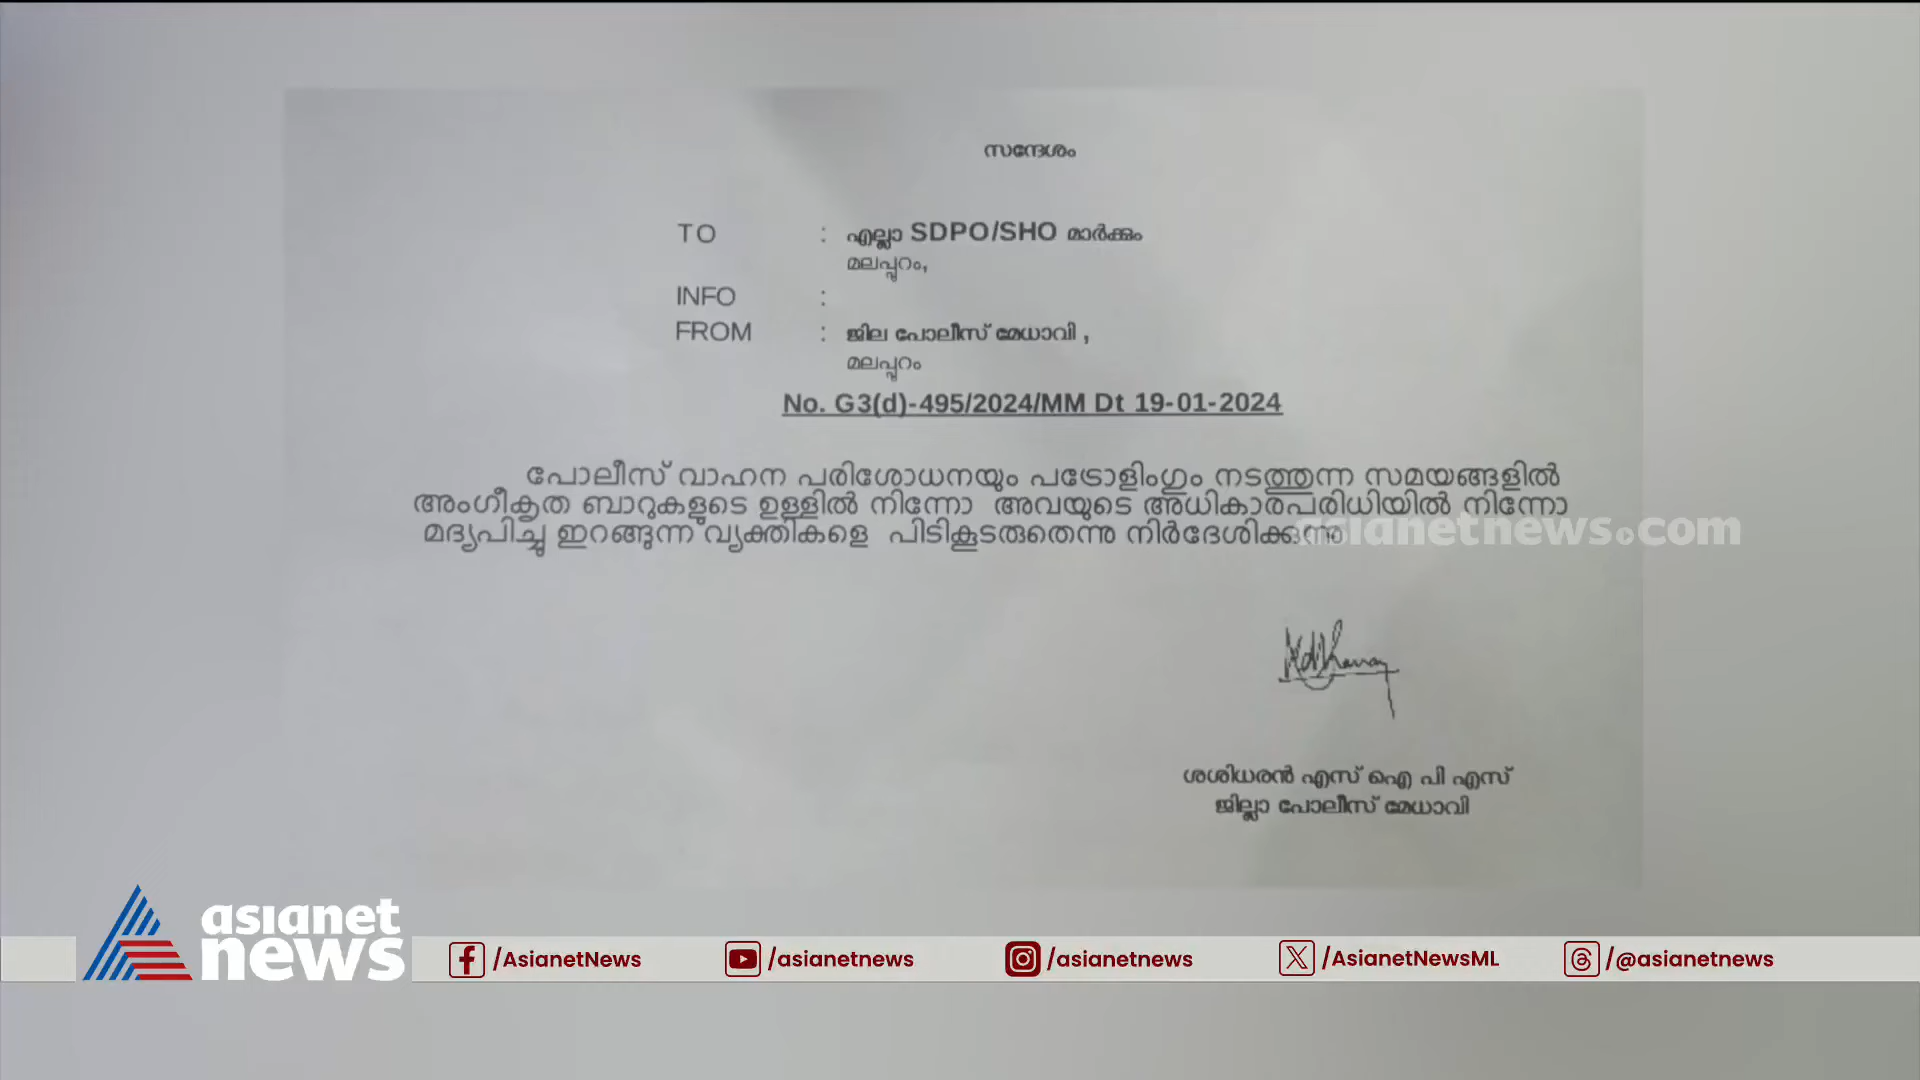 സന്ദേശം
TO : എല്ലാ SDPO/SHO മാർക്കും
മലപ്പുറം,
INFO :
FROM : ജില പോലീസ് മേധാവി ,
മലപ്പുറം
No. G3(d)-495/2024/MM Dt 19-01-2024
പോലീസ് വാഹന പരിശോധനയും പട്രോളിംഗും നടത്തുന്ന സമയങ്ങളിൽ
അംഗീകൃത ബാറുകളുടെ ഉള്ളിൽ നിന്നോ അവയുടെ അധികാരപരിധിയിൽ നിന്നോ
മദ്യപിച്ചു ഇറങ്ങുന്ന വ്യക്തികളെ പിടികൂടരുതെന്നു നിർദേശിക്കുന്നു
asianetnews.com
ശശിധരൻ എസ് ഐ പി എസ്
ജില്ലാ പോലീസ് മേധാവി
asianet
news
/AsianetNews /asianetnews /asianetnews /AsianetNewsML /@asianetnews